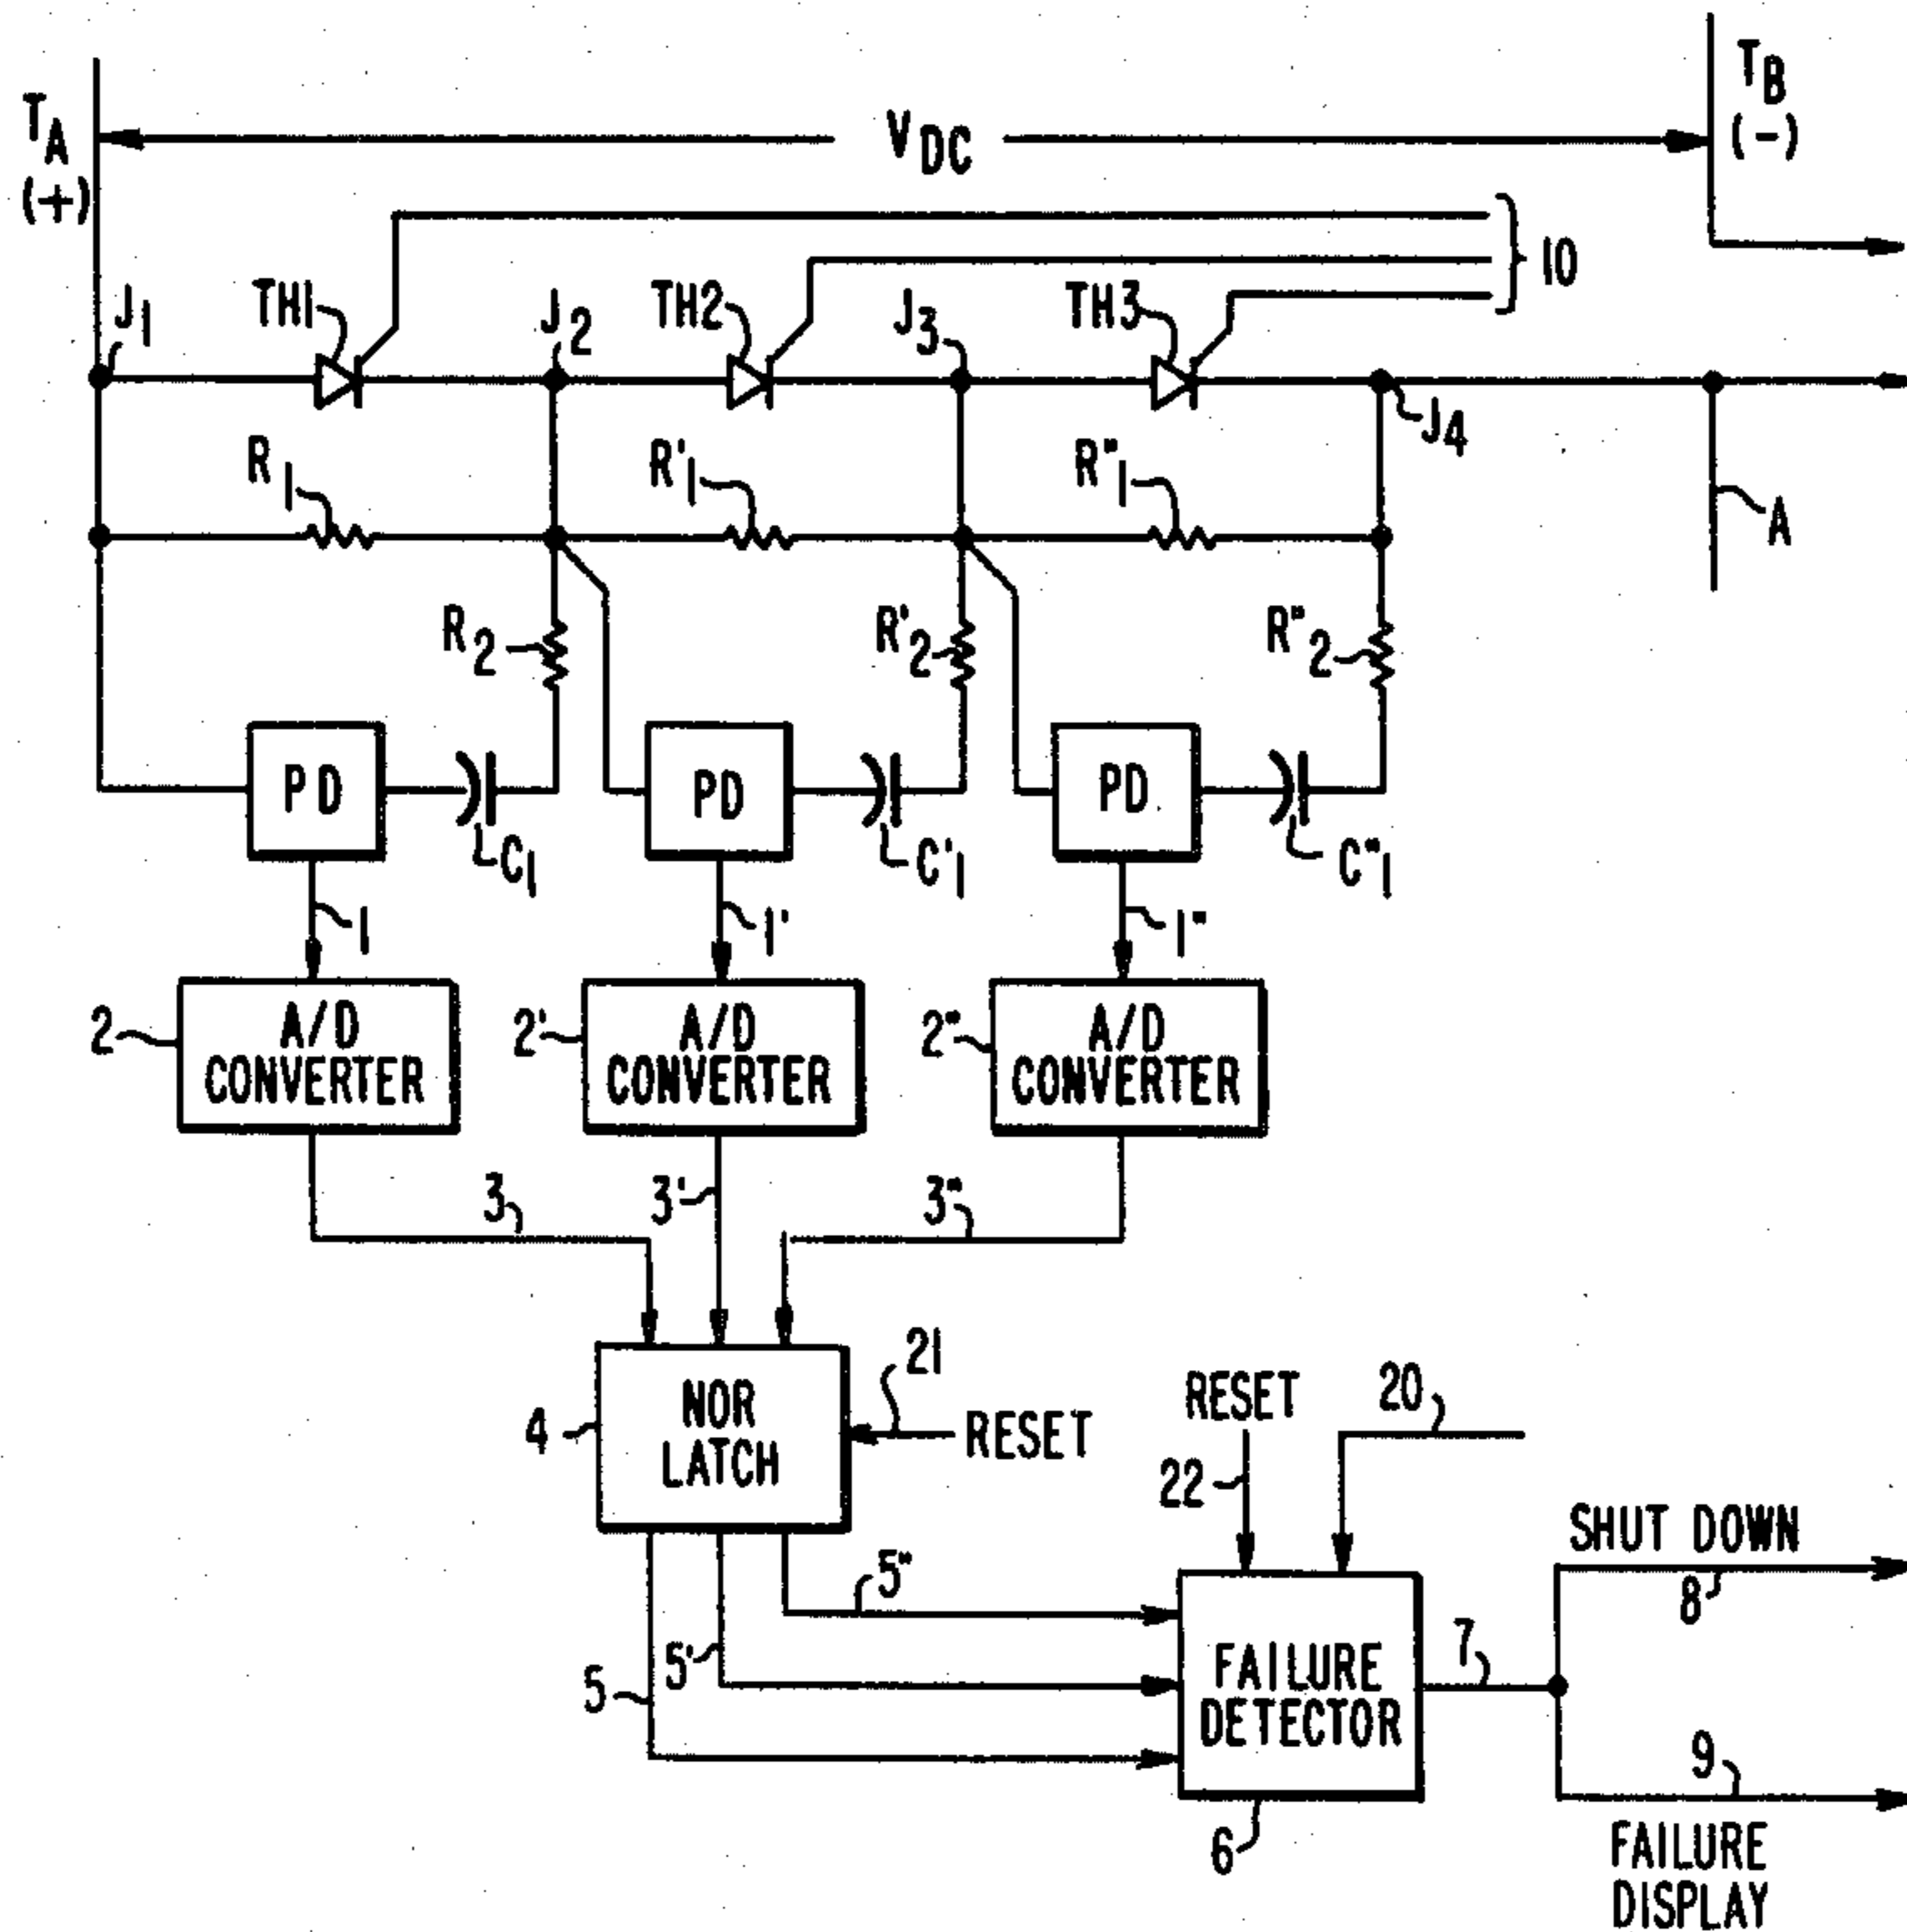 TA
(+)
VDC
TB
(-)
10
J1
TH1
J2
TH2
J3
TH3
J4
A
R1
R'1
R"1
R2
R'2
R"2
PD
PD
PD
C1
C'1
C"1
1
1'
1"
2
A/D
CONVERTER
2'
A/D
CONVERTER
2"
A/D
CONVERTER
3
3'
3"
4
NOR
LATCH
21
RESET
RESET
20
22
5
5'
5"
FAILURE
DETECTOR
6
7
SHUT DOWN
8
9
FAILURE
DISPLAY